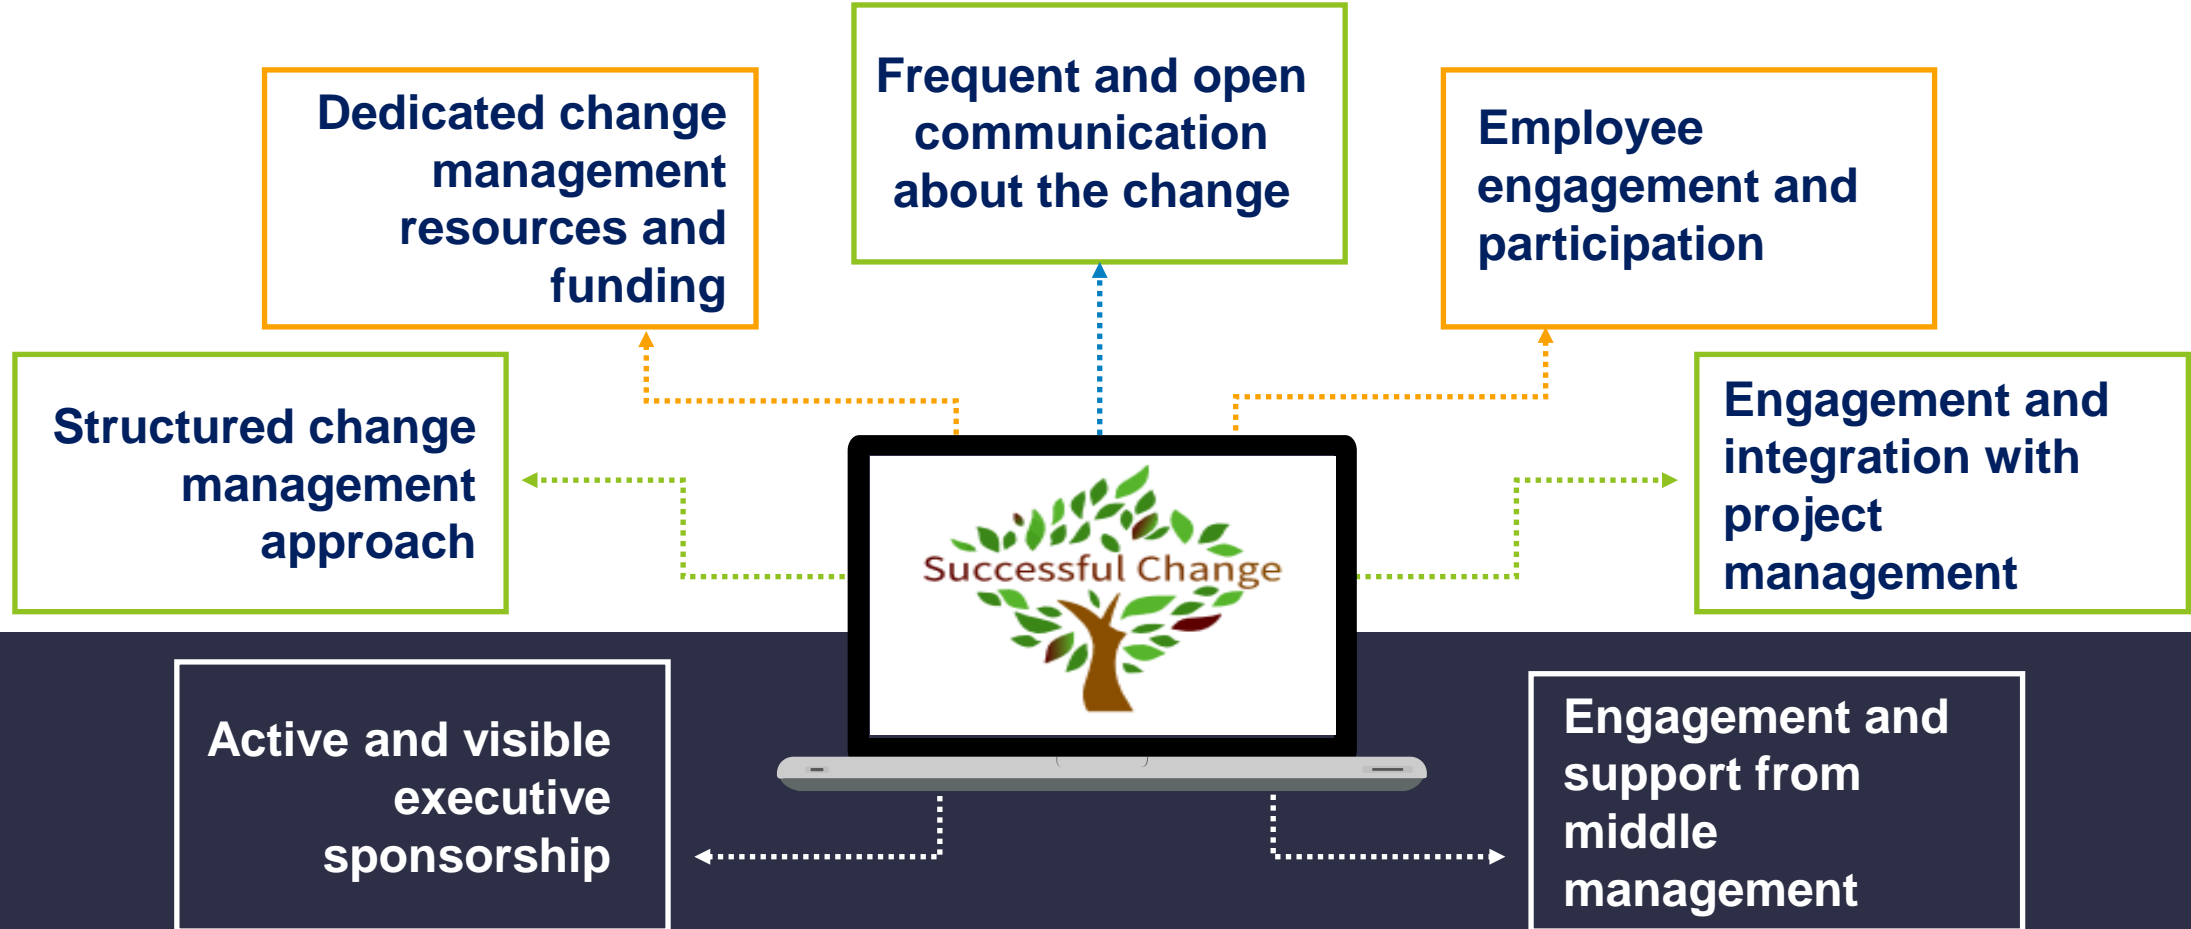 Frequent and open
communication
about the change
Dedicated change
management
resources and
funding
Employee
engagement and
participation
Structured change
management
approach
Engagement and
integration with
project
management
Successful Change
Active and visible
executive
sponsorship
Engagement and
support from
middle
management